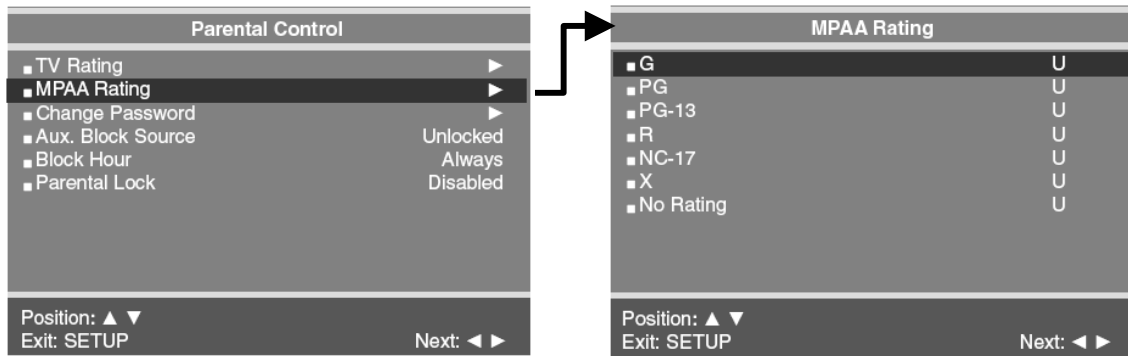 Parental Control
TV Rating ▶
MPAA Rating ▶
Change Password ▶
Aux. Block Source Unlocked
Block Hour Always
Parental Lock Disabled
Position: ▲ ▼
Exit: SETUP Next: ◀ ▶
MPAA Rating
G U
PG U
PG-13 U
R U
NC-17 U
X U
No Rating U
Position: ▲ ▼
Exit: SETUP Next: ◀ ▶